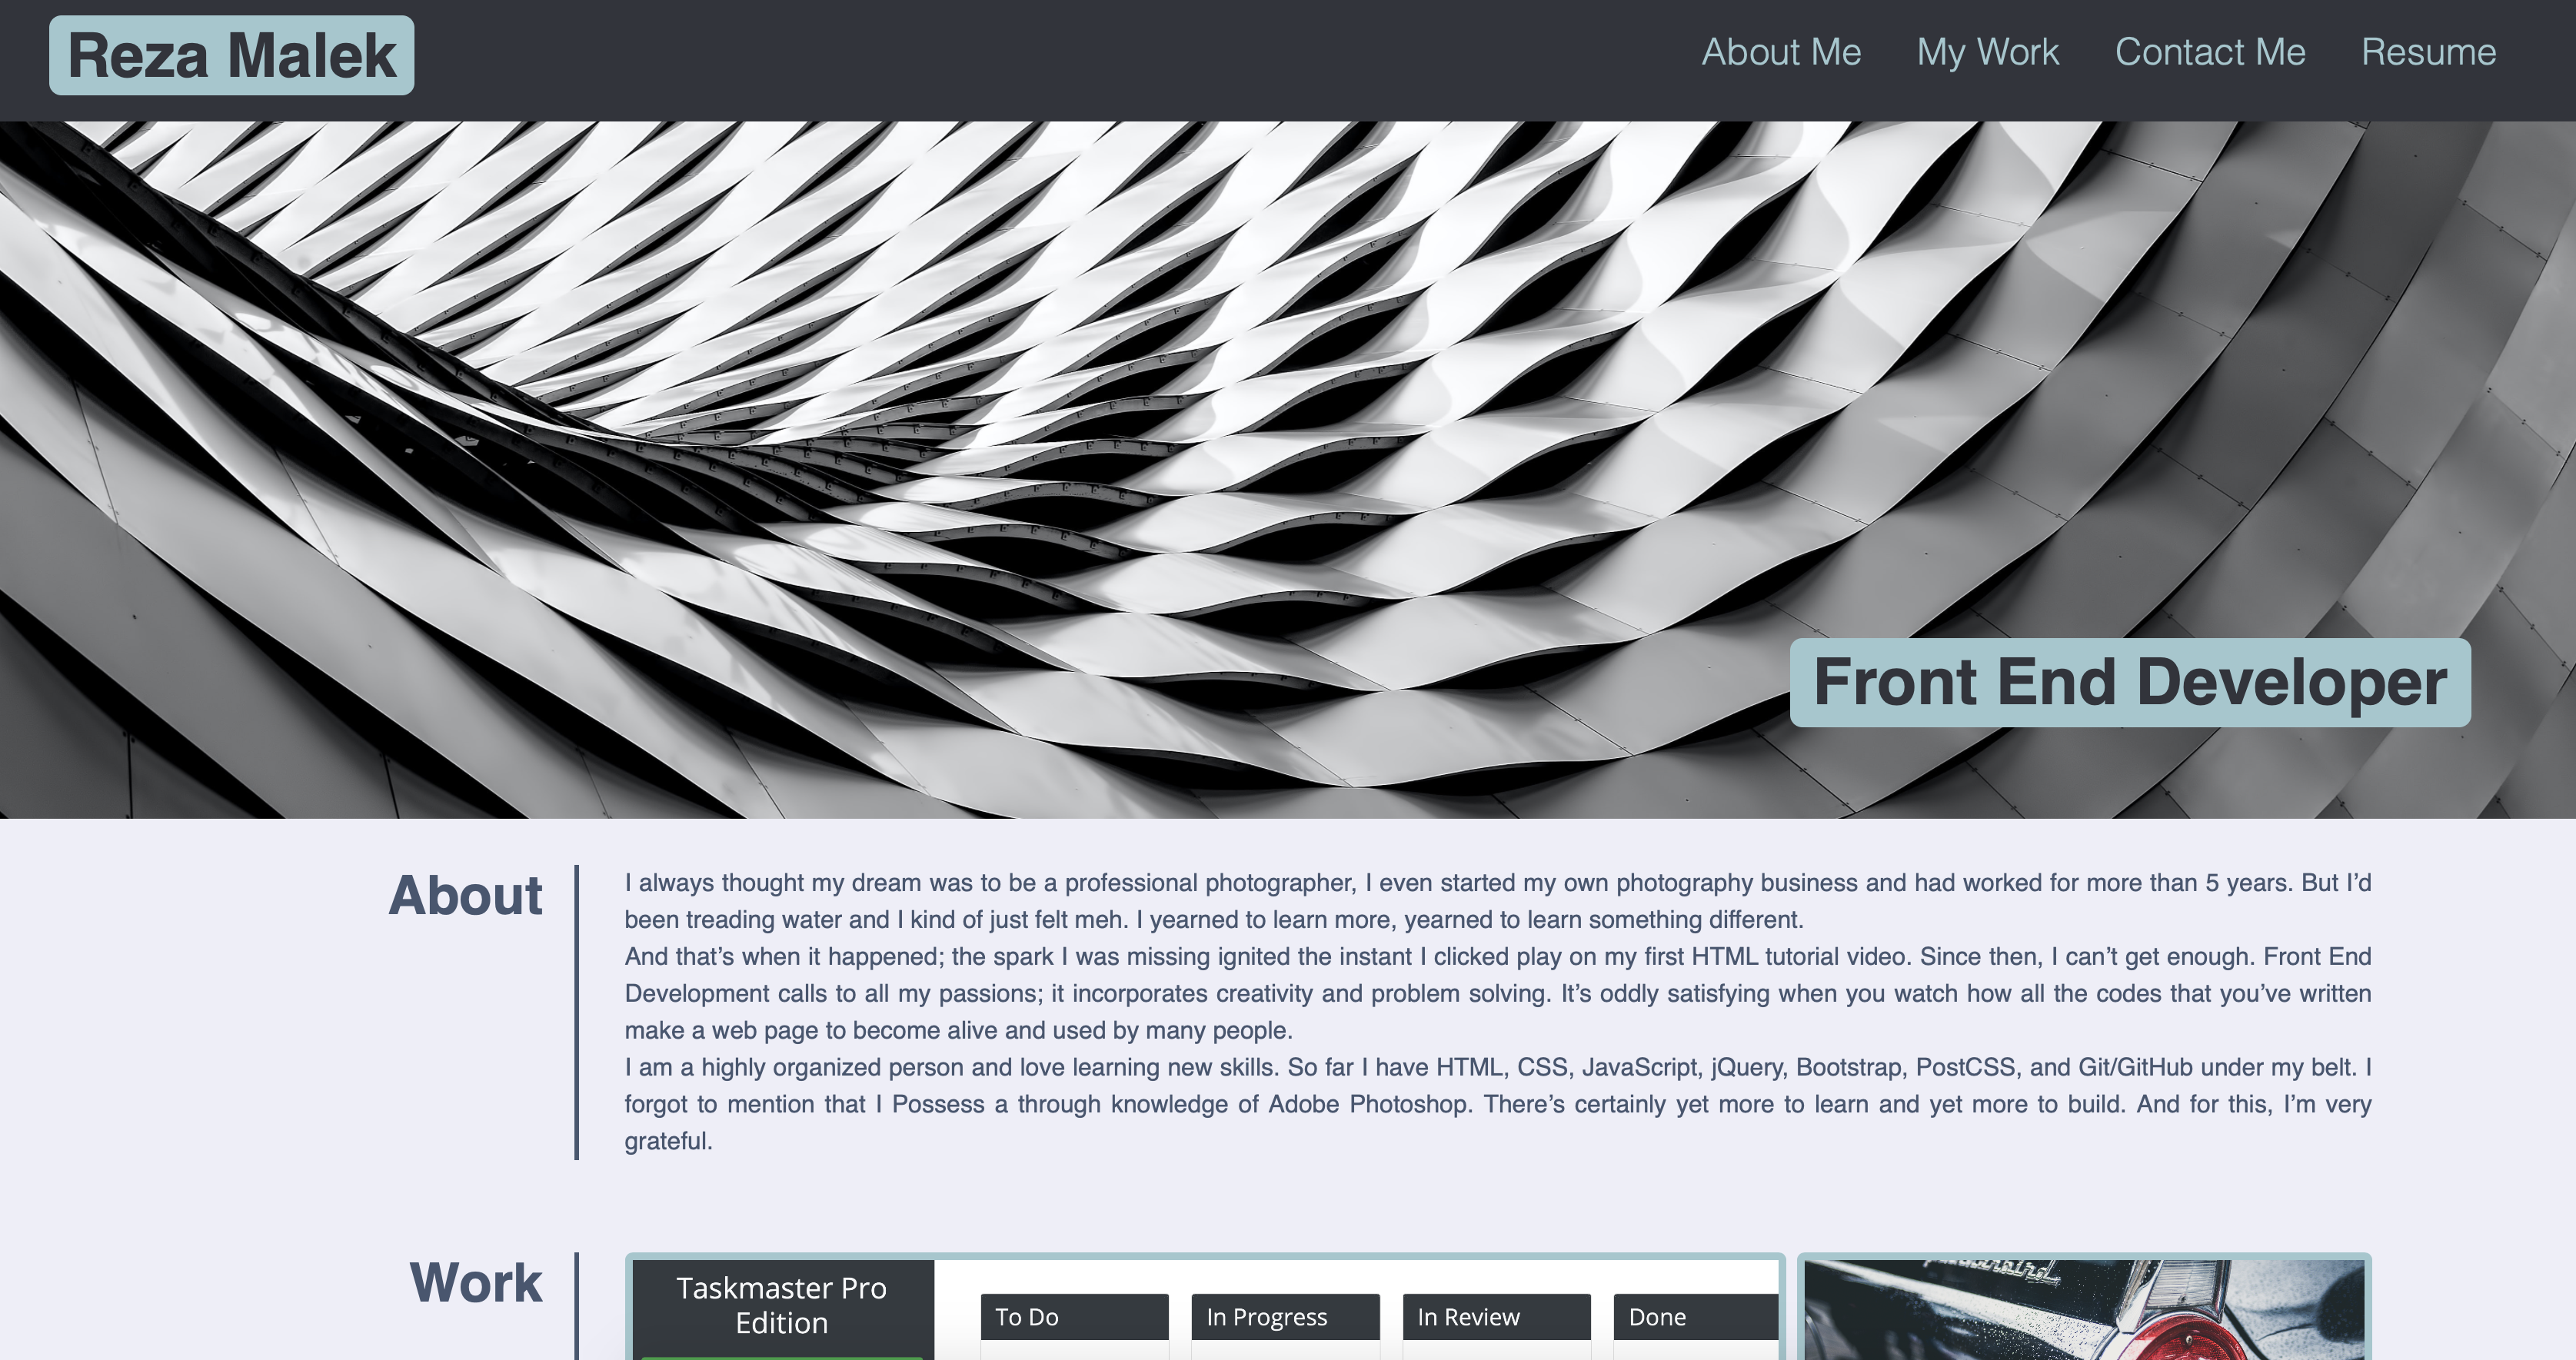 Reza Malek
About Me My Work Contact Me Resume
Front End Developer
About
I always thought my dream was to be a professional photographer, I even started my own photography business and had worked for more than 5 years. But I’d
been treading water and I kind of just felt meh. I yearned to learn more, yearned to learn something different.
And that’s when it happened; the spark I was missing ignited the instant I clicked play on my first HTML tutorial video. Since then, I can’t get enough. Front End
Development calls to all my passions; it incorporates creativity and problem solving. It’s oddly satisfying when you watch how all the codes that you’ve written
make a web page to become alive and used by many people.
I am a highly organized person and love learning new skills. So far I have HTML, CSS, JavaScript, jQuery, Bootstrap, PostCSS, and Git/GitHub under my belt. I
forgot to mention that I Possess a through knowledge of Adobe Photoshop. There’s certainly yet more to learn and yet more to build. And for this, I’m very
grateful.
Work
Taskmaster Pro
Edition
To Do
In Progress
In Review
Done